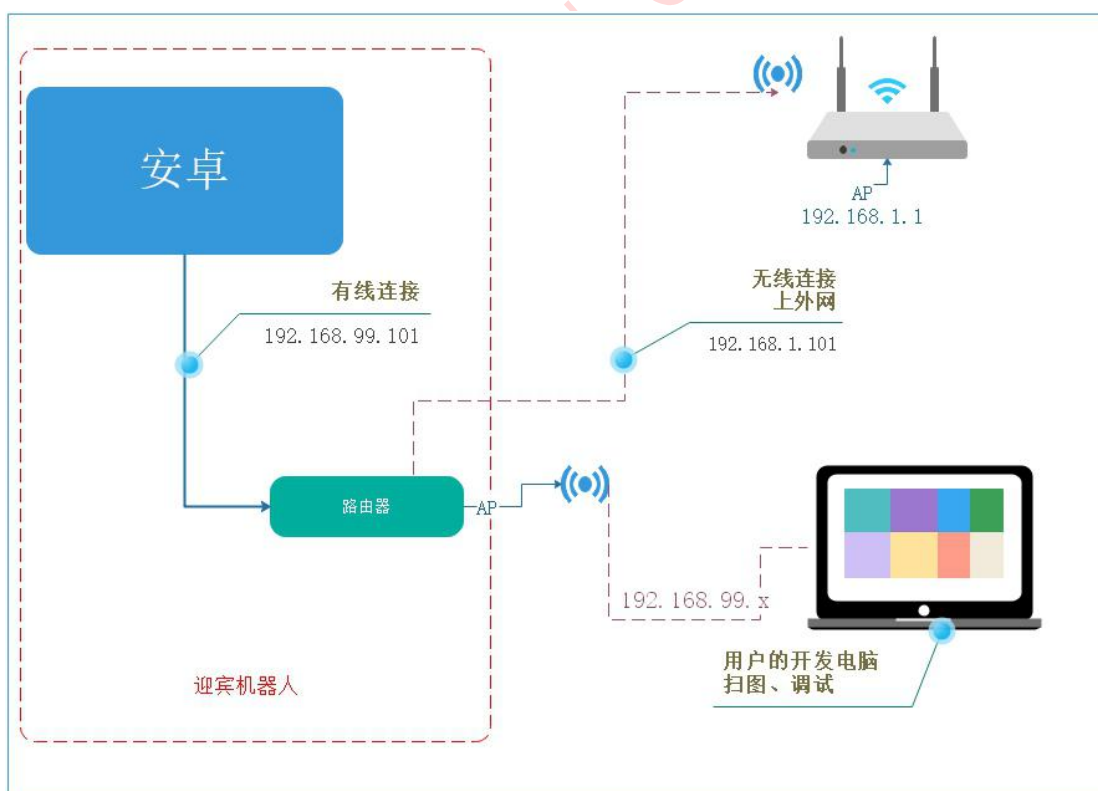 安卓
AP
192.168.1.1
有线连接
192.168.99.101
无线连接
上外网
192.168.1.101
路由器
AP
192.168.99.x
用户的开发电脑
扫图、调试
迎宾机器人